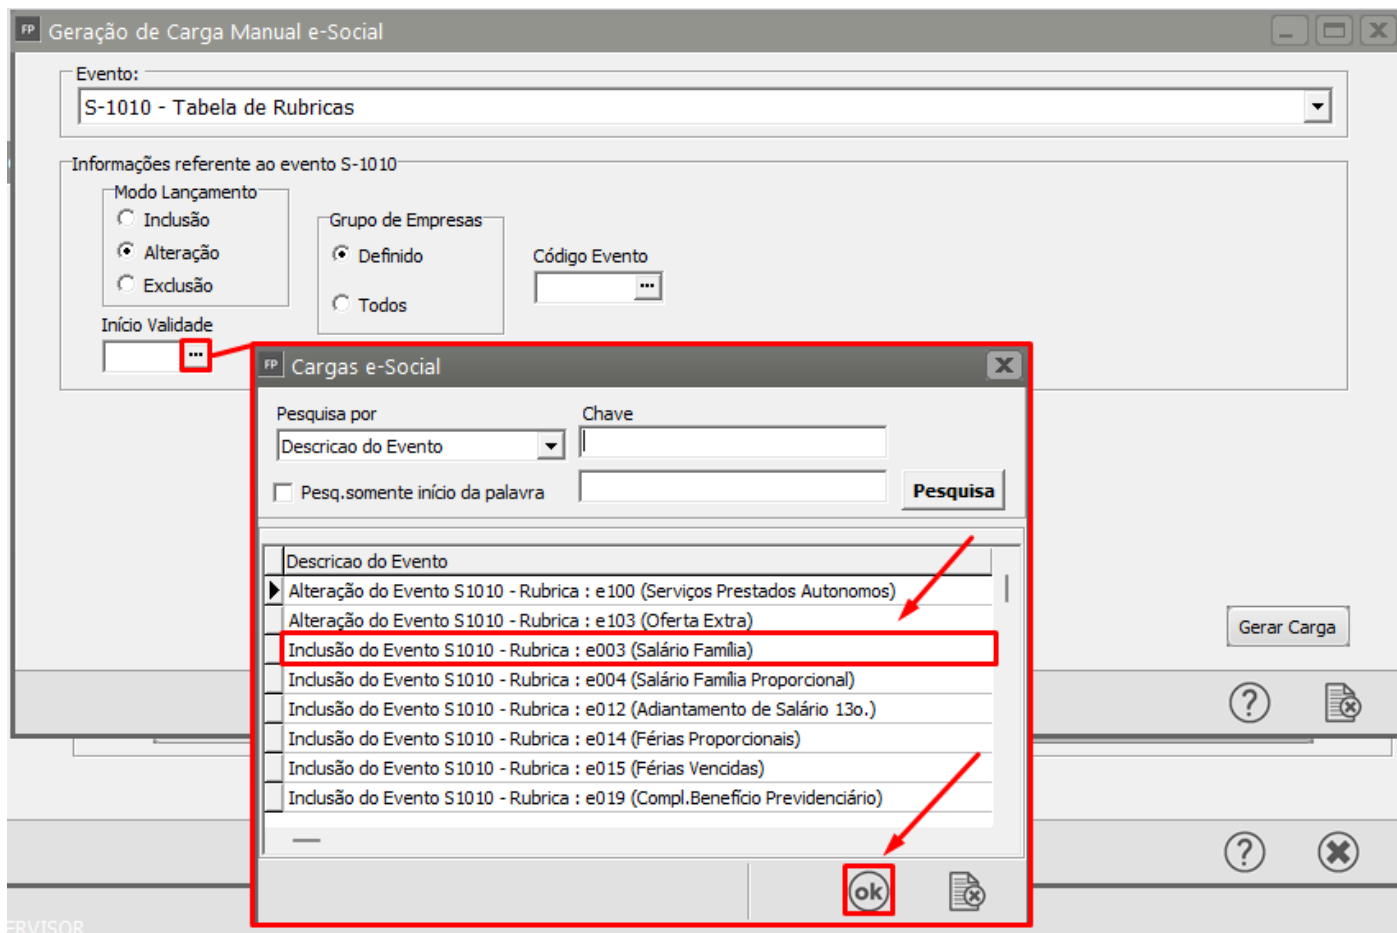 FP Geração de Carga Manual e-Social
Evento:
S-1010 - Tabela de Rubricas
Informações referente ao evento S-1010
Modo Lançamento
Inclusão
Alteração
Exclusão
Grupo de Empresas
Definido
Todos
Código Evento
...
Início Validade
...
FP Cargas e-Social
Pesquisa por
Chave
Descricao do Evento
Pesq.somente início da palavra
Pesquisa
Descricao do Evento
Alteração do Evento S1010 - Rubrica : e100 (Serviços Prestados Autonomos)
Alteração do Evento S1010 - Rubrica : e103 (Oferta Extra)
Inclusão do Evento S1010 - Rubrica : e003 (Salário Família)
Inclusão do Evento S1010 - Rubrica : e004 (Salário Família Proporcional)
Inclusão do Evento S1010 - Rubrica : e012 (Adiantamento de Salário 13o.)
Inclusão do Evento S1010 - Rubrica : e014 (Férias Proporcionais)
Inclusão do Evento S1010 - Rubrica : e015 (Férias Vencidas)
Inclusão do Evento S1010 - Rubrica : e019 (Compl.Benefício Previdenciário)
Gerar Carga
?
?
ok
ERVISOR